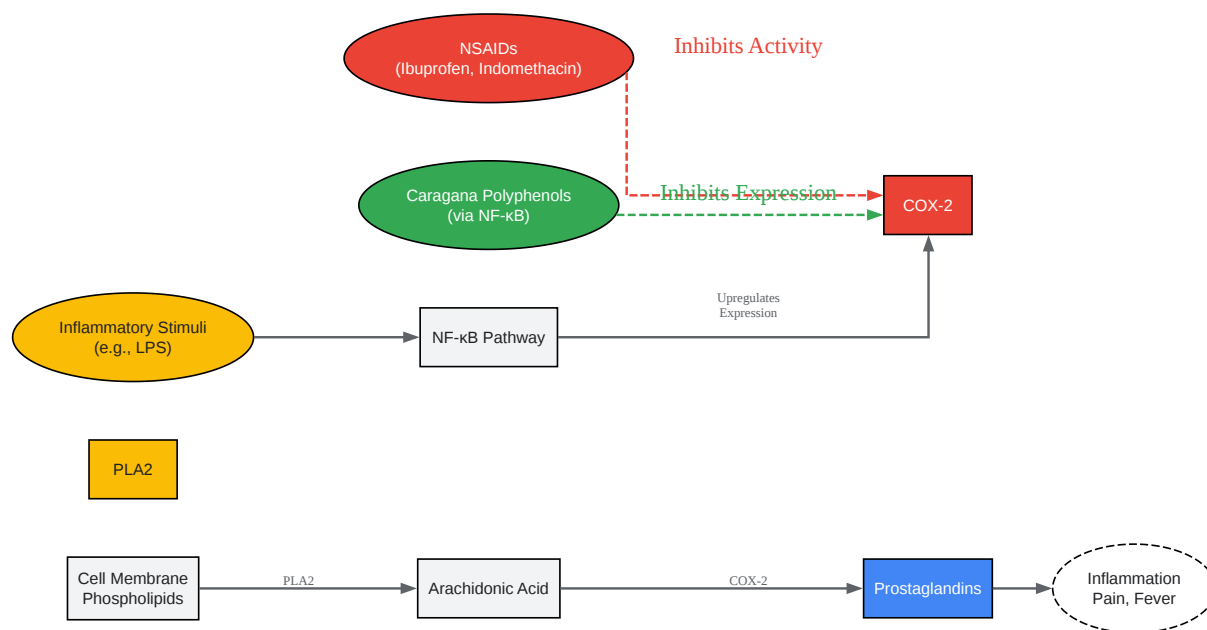 NSAIDs
(Ibuprofen, Indomethacin)
Inhibits Activity
Caragana Polyphenols
(via NF-κB)
Inhibits Expression
COX-2
Upregulates
Expression
Inflammatory Stimuli
(e.g., LPS)
NF-κB Pathway
PLA2
Cell Membrane
Phospholipids
PLA2
Arachidonic Acid
COX-2
Prostaglandins
Inflammation
Pain, Fever